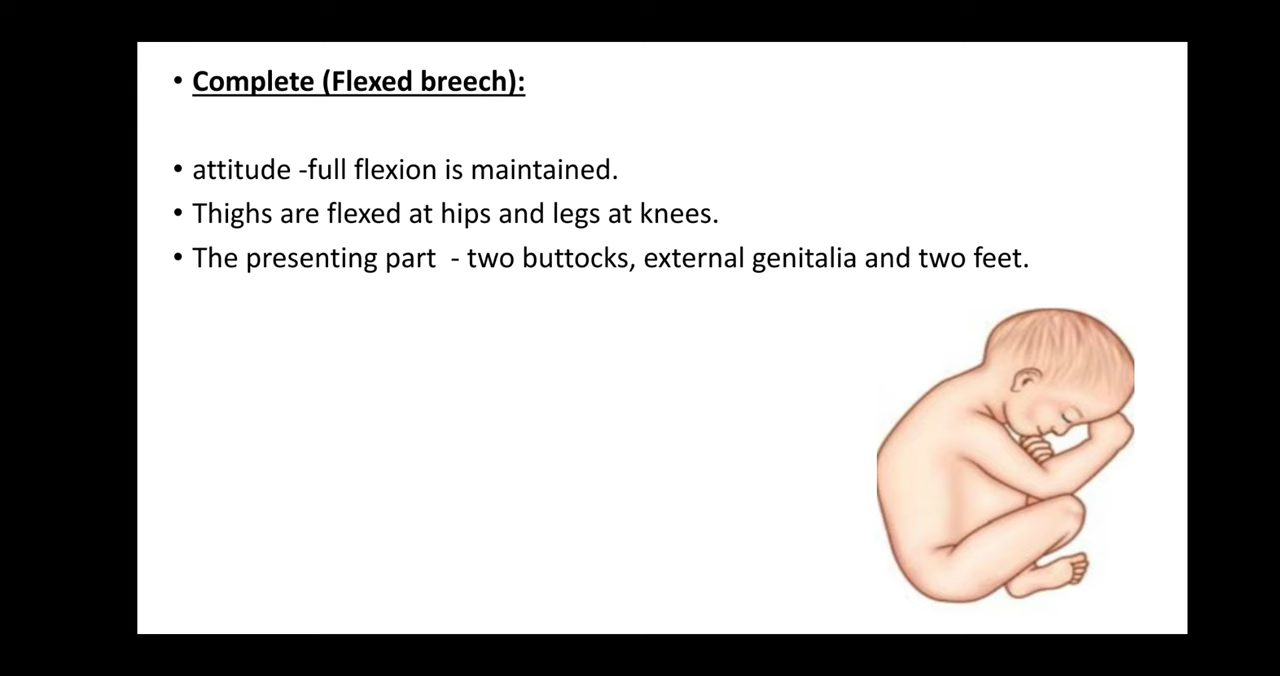 • Complete (Flexed breech):
• attitude -full flexion is maintained.
• Thighs are flexed at hips and legs at knees.
• The presenting part  - two buttocks, external genitalia and two feet.